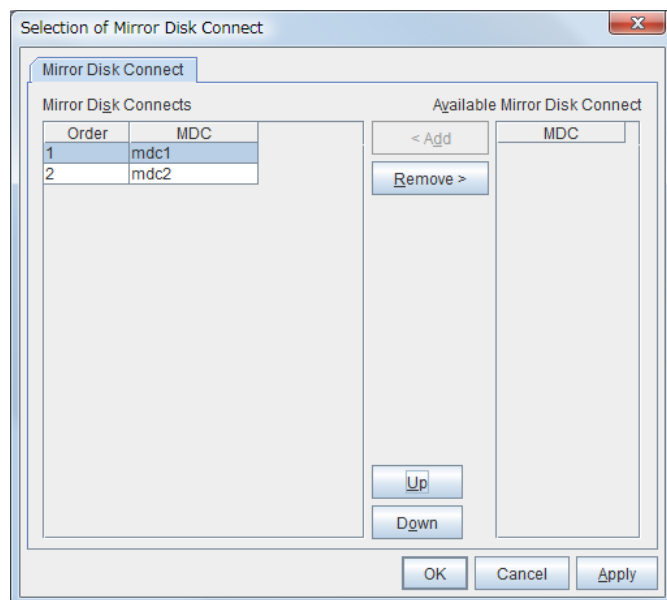 Selection of Mirror Disk Connect
Mirror Disk Connect
Mirror Disk Connects
Available Mirror Disk Connect
Order MDC
< Add
MDC
1 mdc1
2 mdc2
Remove >
Up
Down
OK Cancel Apply